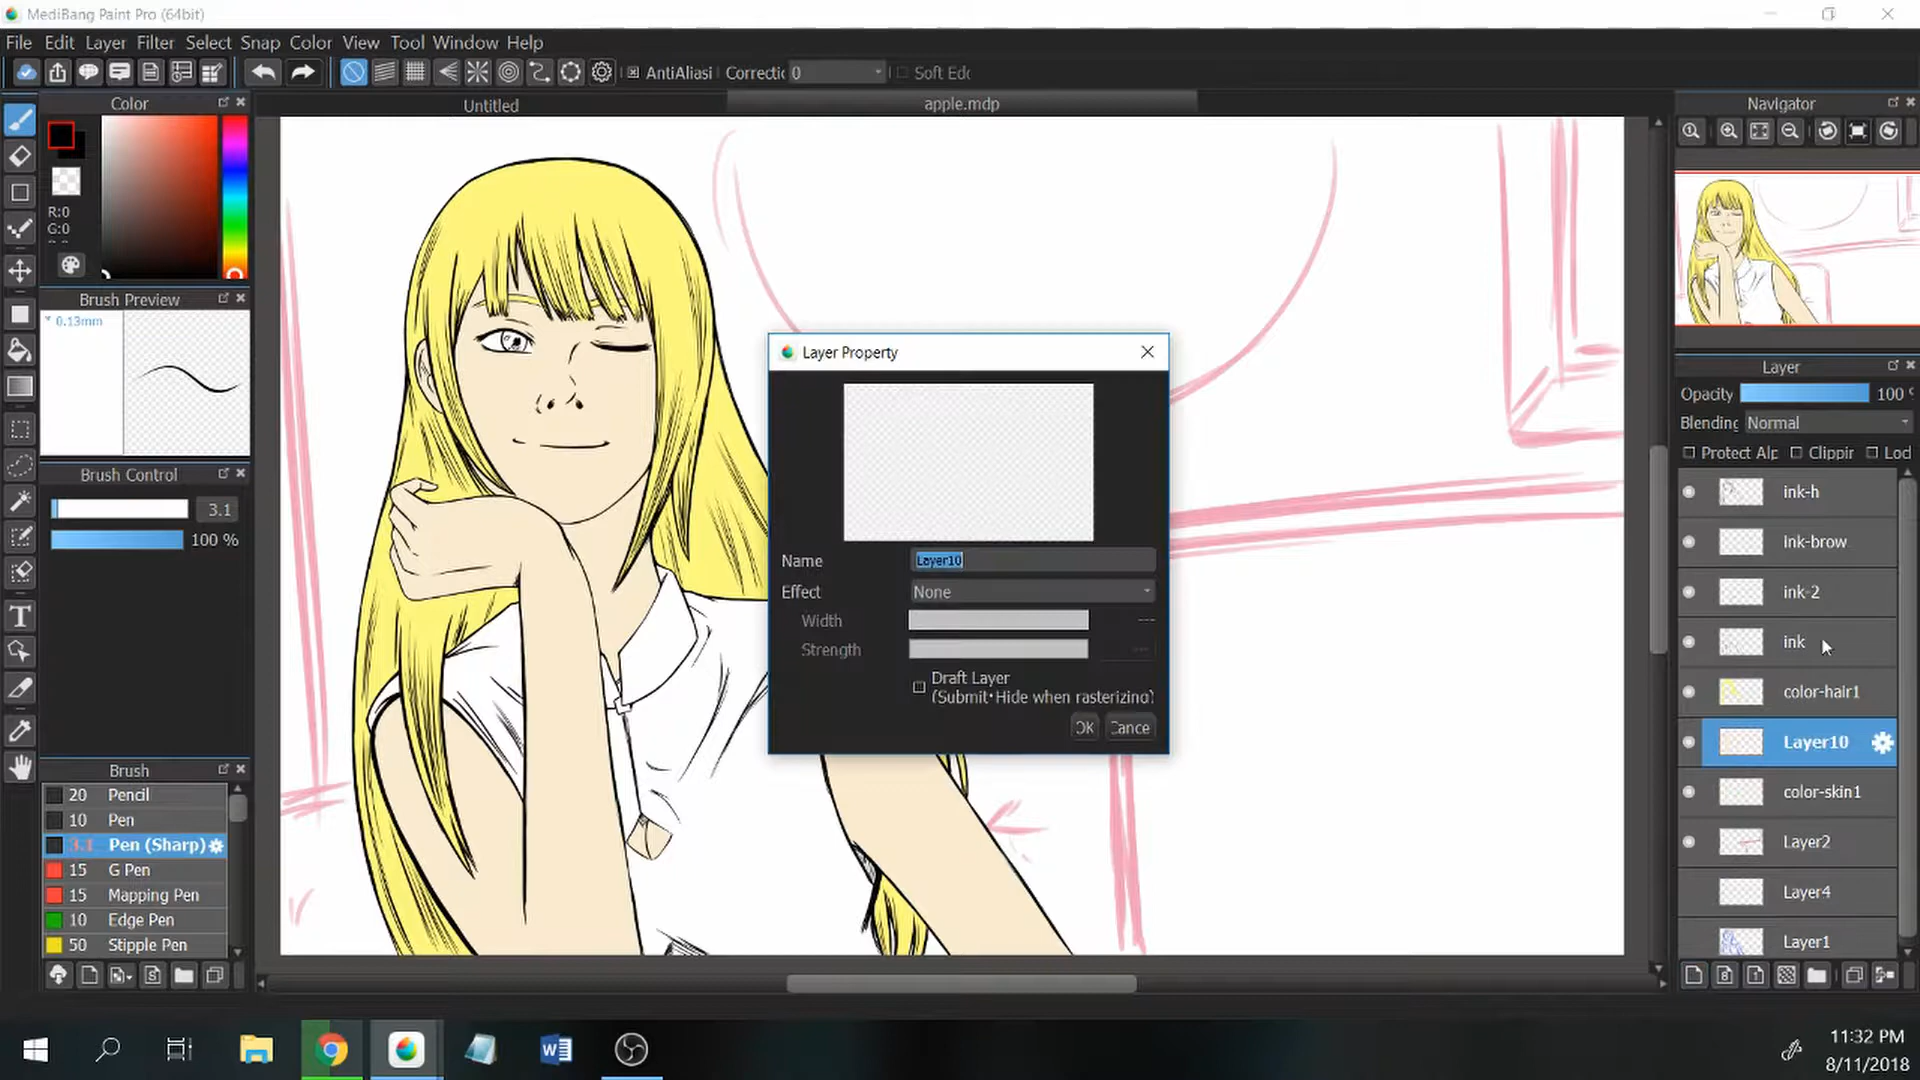 MediBang Paint Pro (64bit)
File Edit Layer Filter Select Snap Color View Tool Window Help
AntiAliasi Correctic 0 Soft Edc
Color
Untitled
apple.mdp
Navigator
R:0
G:0
Brush Preview
0.13mm
Brush Control
3.1
100 %
Brush
20 Pencil
10 Pen
3.1 Pen (Sharp)
15 G Pen
15 Mapping Pen
10 Edge Pen
50 Stipple Pen
Layer Property
Name Layer10
Effect None
Width ---
Strength ---
Draft Layer
(Submit・Hide when rasterizing)
OK Cance
Layer
Opacity 100 %
Blending Normal
Protect Alp Clippin Loc
ink-h
ink-brow
ink-2
ink
color-hair1
Layer10
color-skin1
Layer2
Layer4
Layer1
11:32 PM
8/11/2018